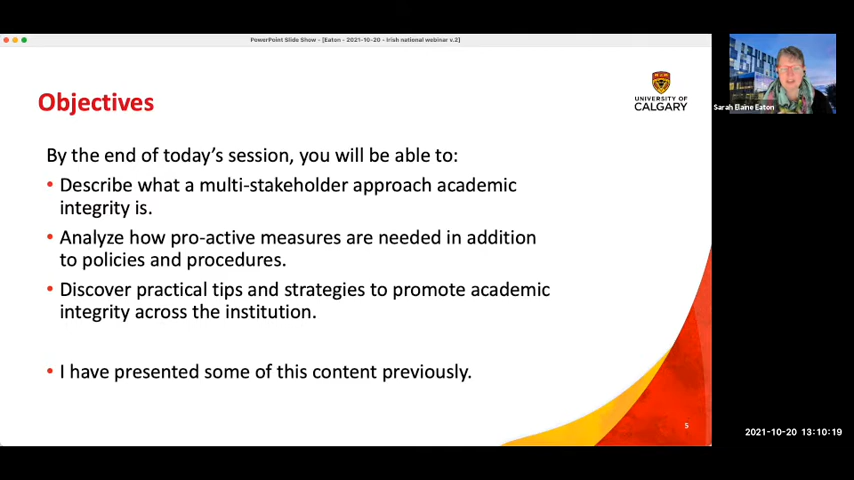 PowerPoint Slide Show - [Eaton - 2021-10-20 - Irish national webinar v.2]
Objectives
UNIVERSITY OF
CALGARY
Sarah Elaine Eaton
By the end of today's session, you will be able to:
• Describe what a multi-stakeholder approach academic
integrity is.
• Analyze how pro-active measures are needed in addition
to policies and procedures.
• Discover practical tips and strategies to promote academic
integrity across the institution.
• I have presented some of this content previously.
5
2021-10-20 13:10:19